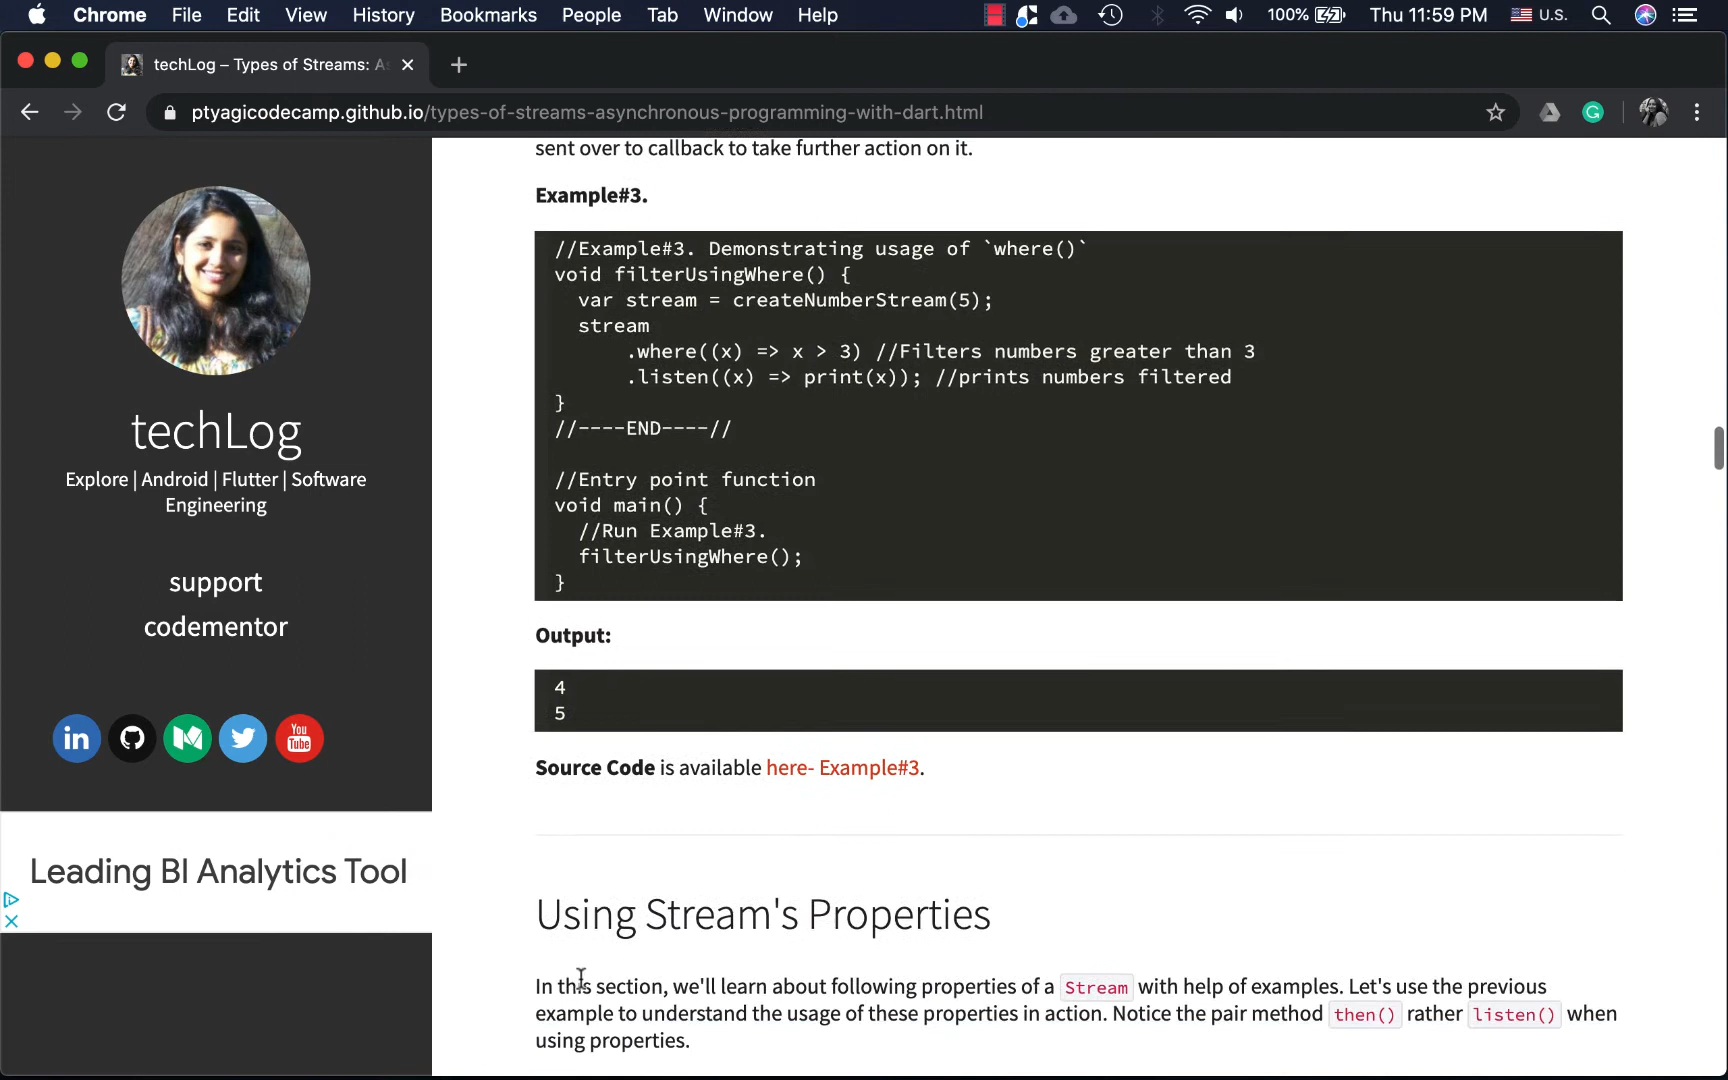 Chrome File Edit View History Bookmarks People Tab Window Help 100% Thu 11:59 PM U.S.
techLog – Types of Streams: A
ptyagicodecamp.github.io/types-of-streams-asynchronous-programming-with-dart.html
techLog
Explore | Android | Flutter | Software
Engineering
support
codementor
in
You
Tube
Leading BI Analytics Tool
sent over to callback to take further action on it.
Example#3.
//Example#3. Demonstrating usage of `where()`
void filterUsingWhere() {
var stream = createNumberStream(5);
stream
.where((x) => x > 3) //Filters numbers greater than 3
.listen((x) => print(x)); //prints numbers filtered
}
//----END----//
//Entry point function
void main() {
//Run Example#3.
filterUsingWhere();
}
Output:
4
5
Source Code is available here- Example#3.
Using Stream's Properties
In this section, we'll learn about following properties of a Stream with help of examples. Let's use the previous
example to understand the usage of these properties in action. Notice the pair method then() rather listen() when
using properties.